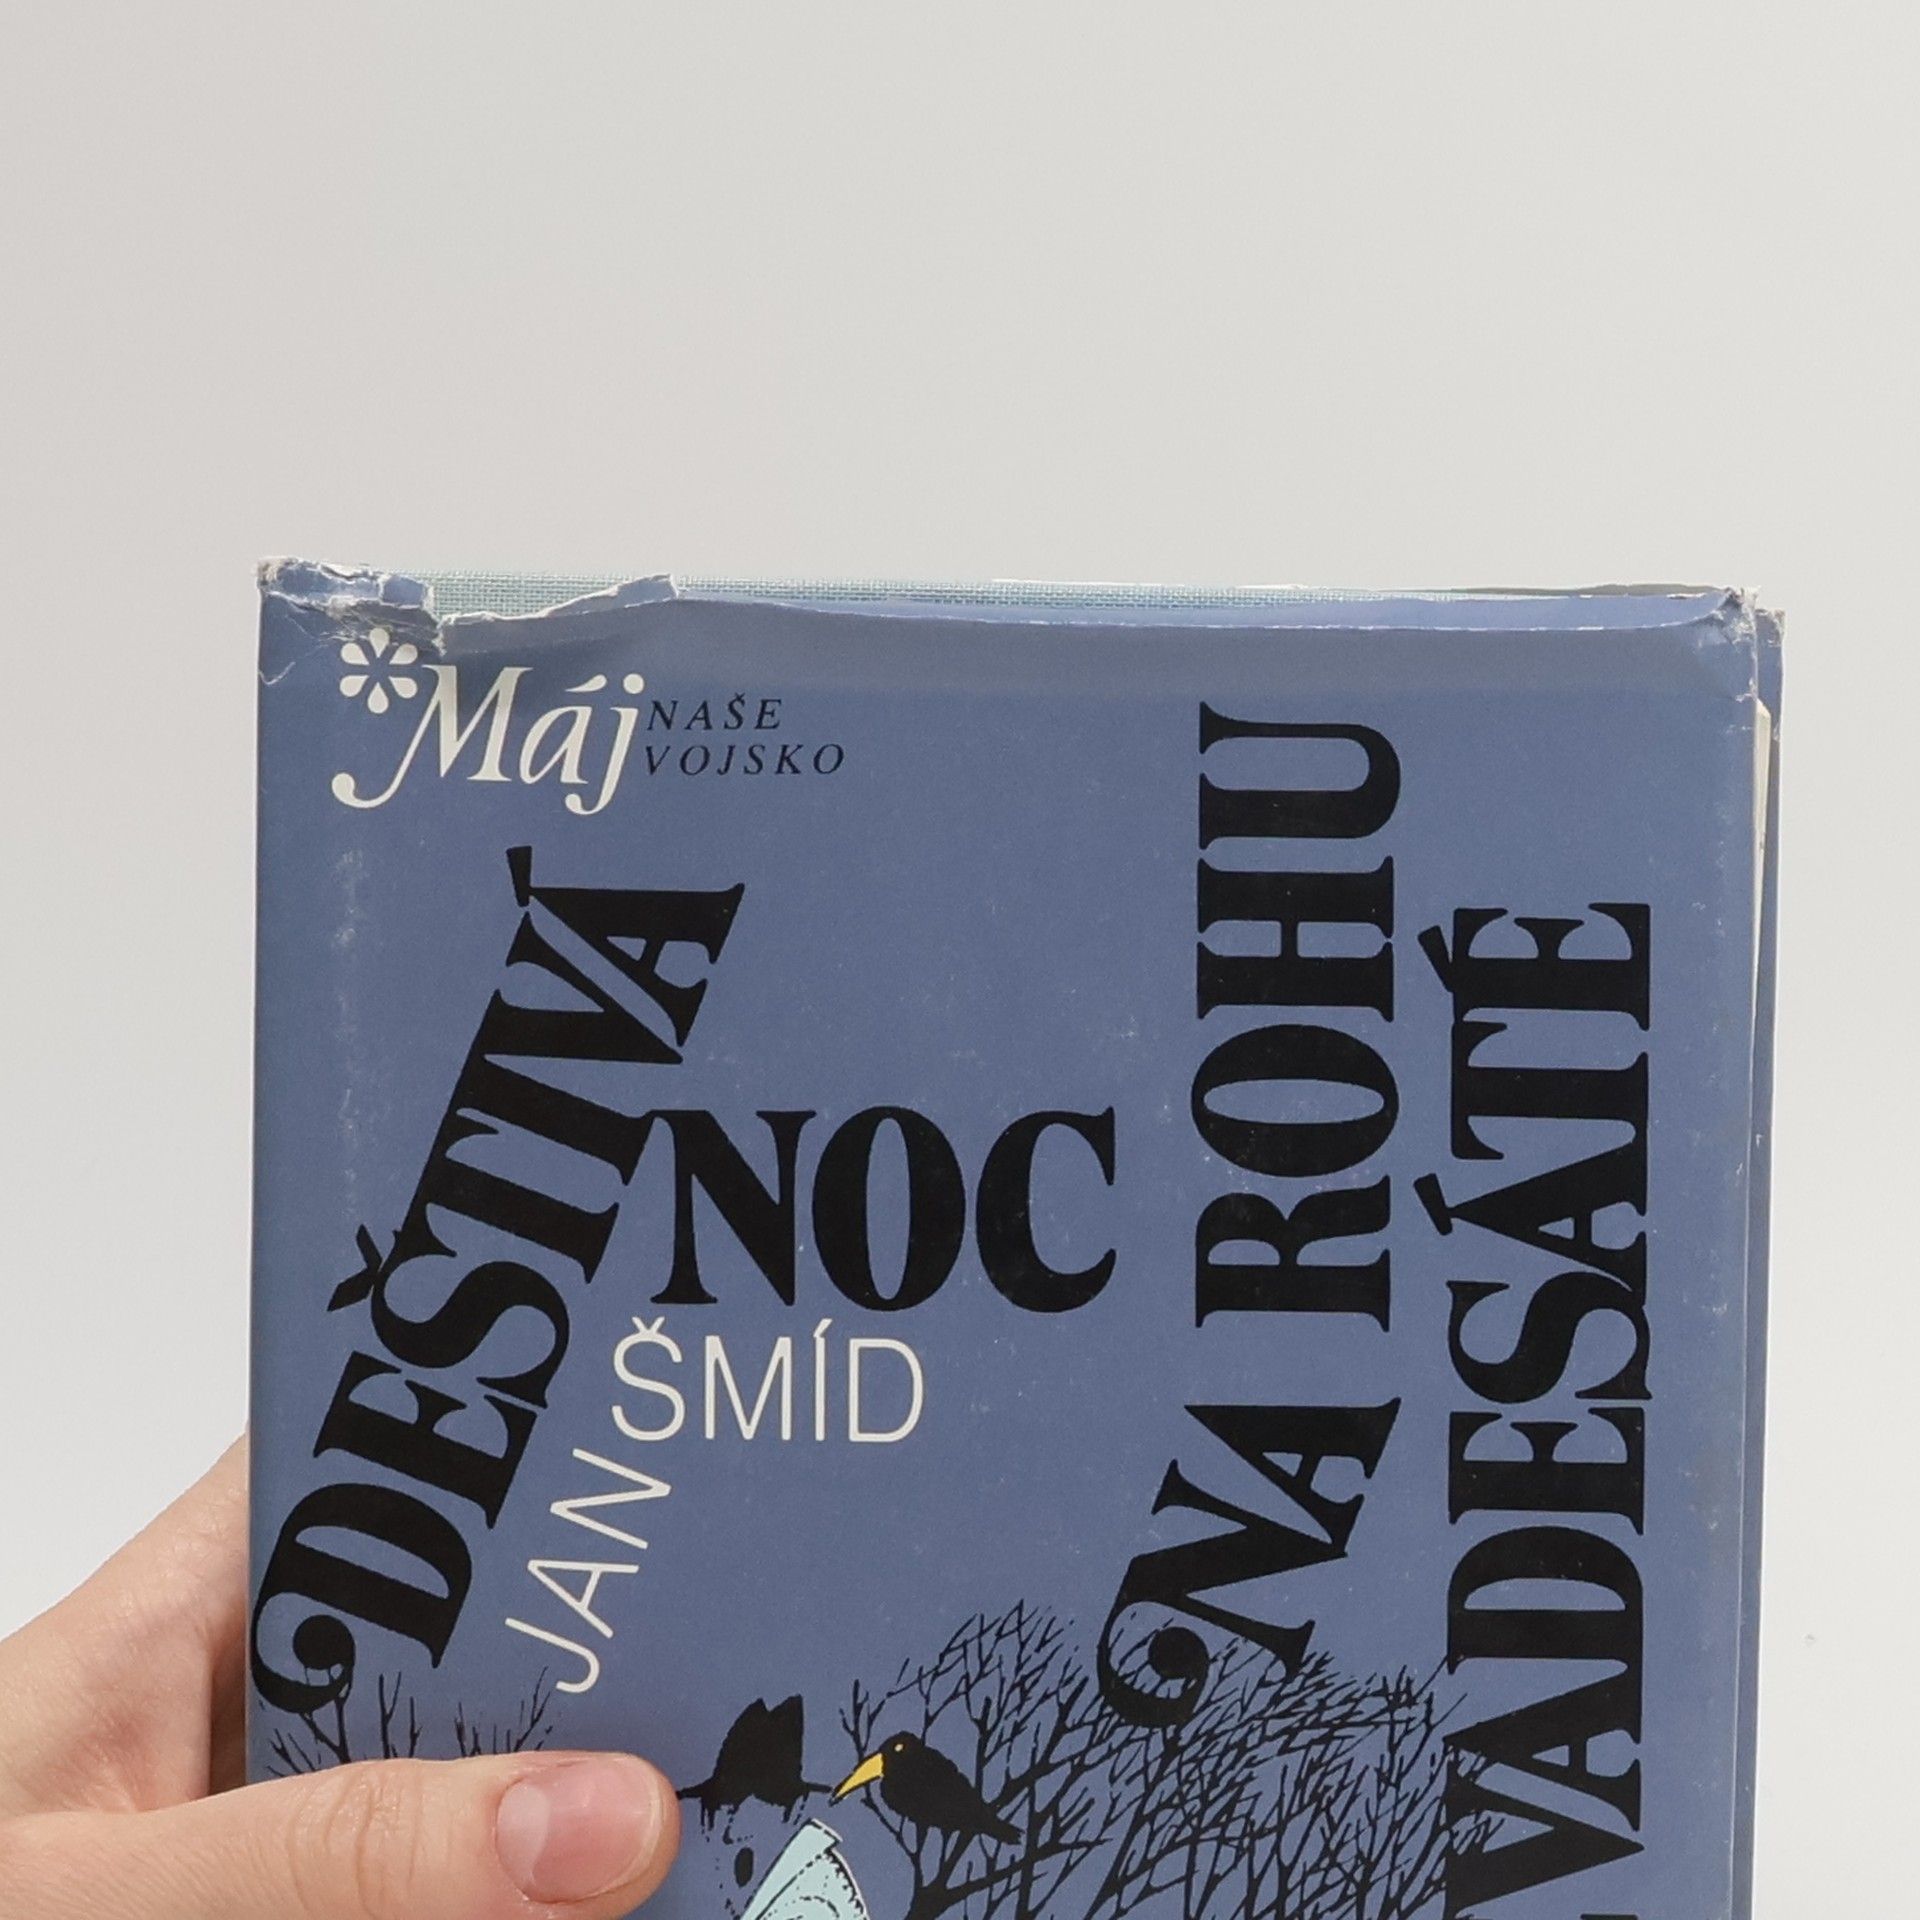 Máj
NAŠE
VOJSKO
DEŠTIVÁ
NOC
JAN ŠMÍD
NA ROHU